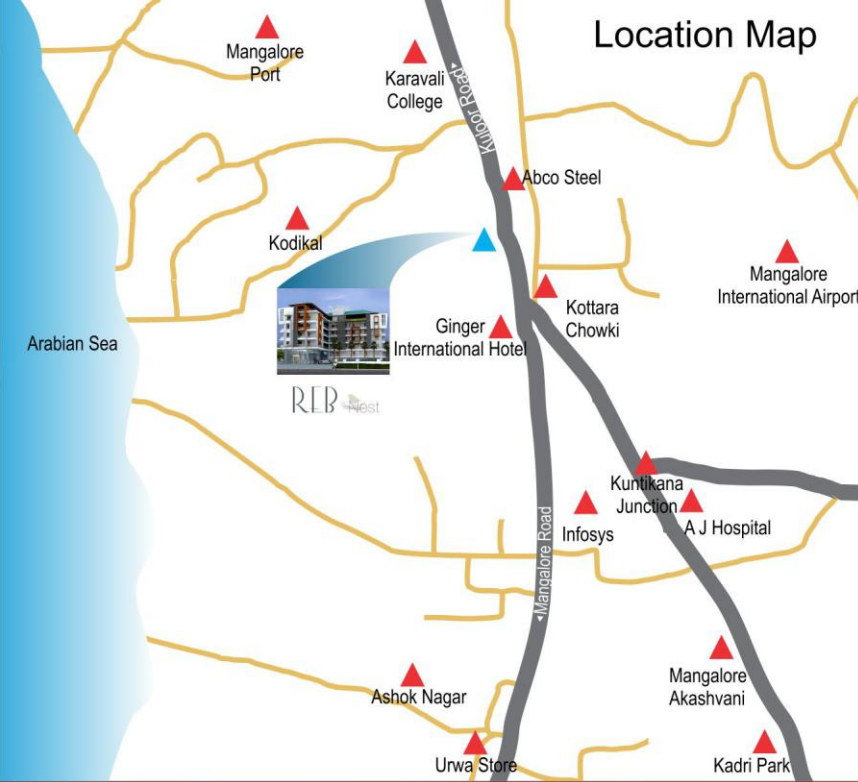 Location Map
Mangalore
Port
Karavali
College
Kuloor Road
Abco Steel
Kodikal
Mangalore
International Airport
Kottara
Chowki
Ginger
International Hotel
Arabian Sea
REB Nest
Kuntikana
Junction
A J Hospital
Infosys
Mangalore Road
Mangalore
Akashvani
Ashok Nagar
Urwa Store
Kadri Park